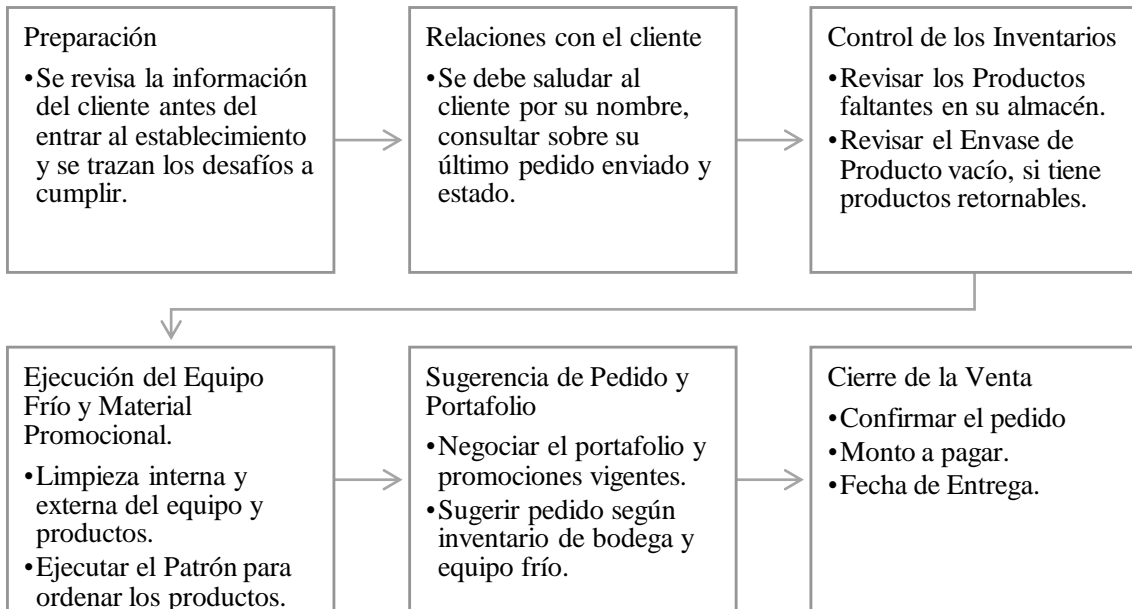 Preparación
•Se revisa la información
del cliente antes del
entrar al establecimiento
y se trazan los desafíos a
cumplir.
Relaciones con el cliente
•Se debe saludar al
cliente por su nombre,
consultar sobre su
último pedido enviado y
estado.
Control de los Inventarios
•Revisar los Productos
faltantes en su almacén.
•Revisar el Envase de
Producto vacío, si tiene
productos retornables.
Ejecución del Equipo
Frío y Material
Promocional.
•Limpieza interna y
externa del equipo y
productos.
•Ejecutar el Patrón para
ordenar los productos.
Sugerencia de Pedido y
Portafolio
•Negociar el portafolio y
promociones vigentes.
•Sugerir pedido según
inventario de bodega y
equipo frío.
Cierre de la Venta
•Confirmar el pedido
•Monto a pagar.
•Fecha de Entrega.